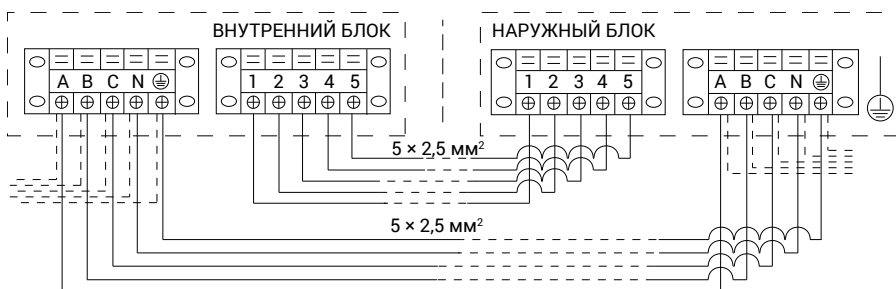 ВНУТРЕННИЙ БЛОК
НАРУЖНЫЙ БЛОК
A B C N
1 2 3 4 5
1 2 3 4 5
A B C N
5 × 2,5 мм²
5 × 2,5 мм²